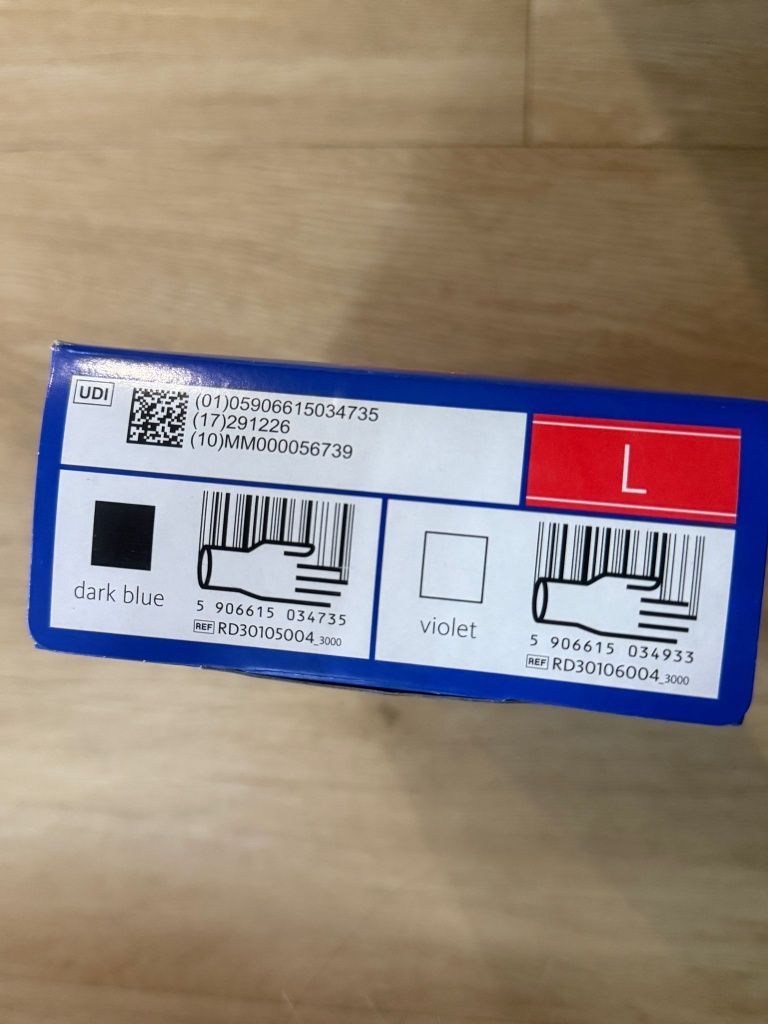 UDI
(01)05906615034735
(17)291226
(10)MM000056739
L
dark blue
5 906615 034735
REF RD30105004_3000
violet
5 906615 034933
REF RD30106004_3000